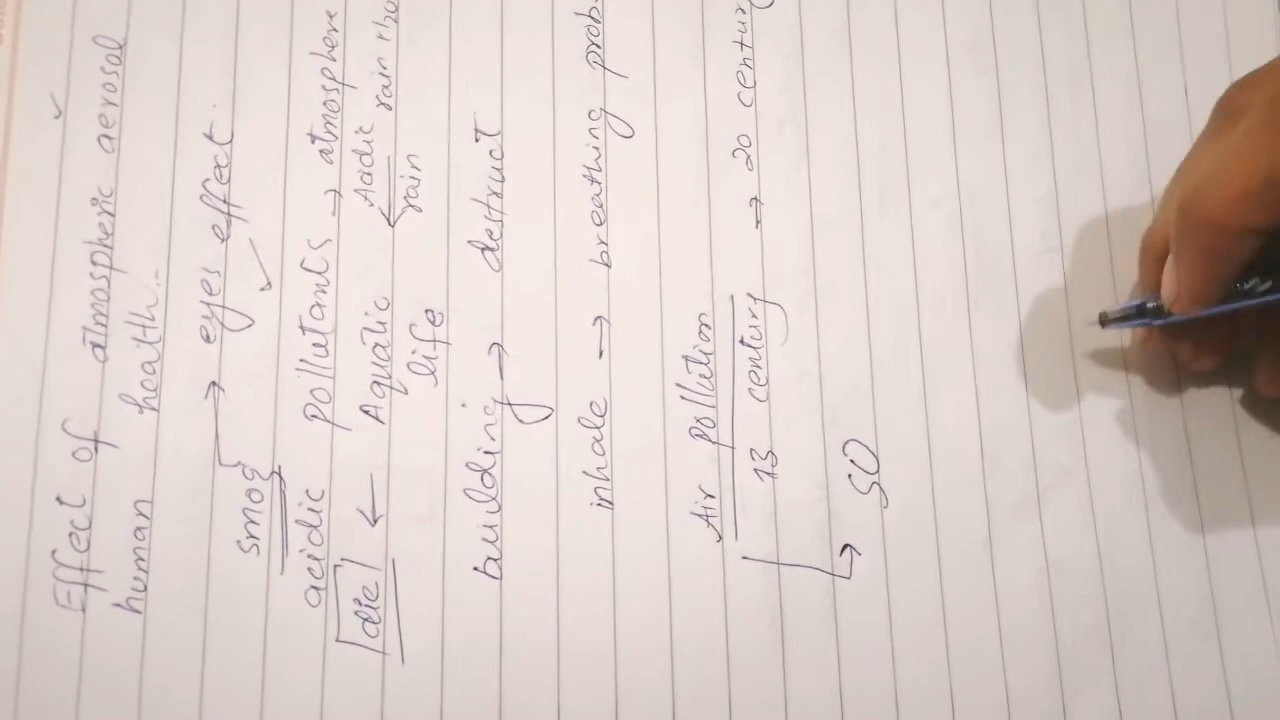 Effect of atmospheric aerosol
human health.
smog → eyes effect.
acidic pollutants → atmosphere
die ← Aquatic life ← Acidic rain
rain
building → destruct
inhale → breathing prob.
Air pollution
13 century → 20 century
↳ SO